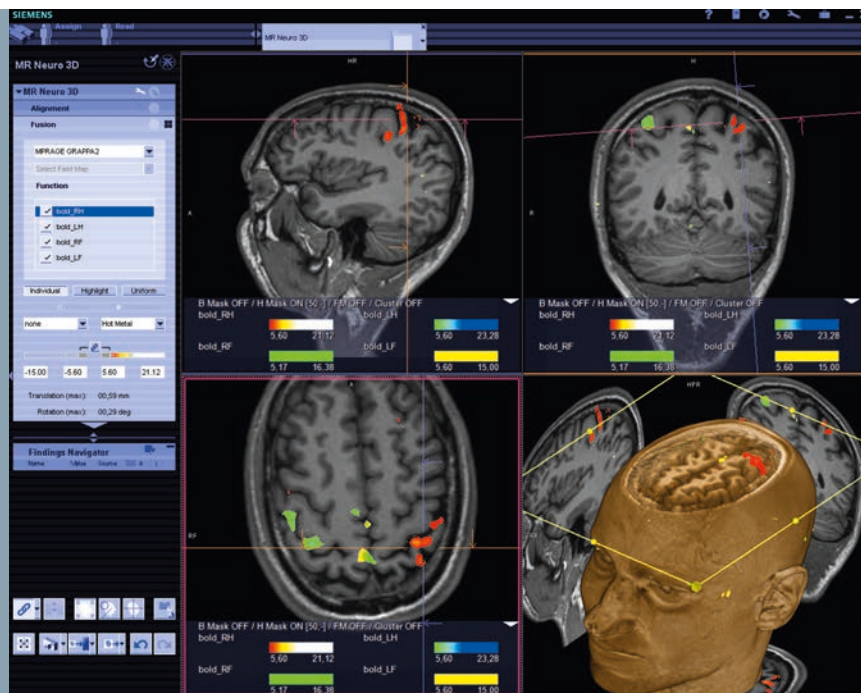 SIEMENS
?
Assign
Read
MR Neuro 3D
MR Neuro 3D
MR Neuro 3D
Alignment
Fusion
MPRAGE GRAPPA2
Select Field Map
Function
bold_RH
bold_LH
bold_RF
bold_LF
Individual Highlight Uniform
none Hot Metal
-15.00 -5.60 5.60 21.12
Translation (max): 00,59 mm
Rotation (max): 00,29 deg
Findings Navigator
Name Value Source
HR
A
B Mask OFF / H Mask ON [50,-] / FM OFF / Cluster OFF
bold_RH bold_LH
5,60 21,12 5,60 23,28
bold_RF bold_LF
5,17 16,38 5,60 15,00
H
R
B Mask OFF / H Mask ON [50,-] / FM OFF / Cluster OFF
bold_RH bold_LH
5,60 21,12 5,60 23,28
bold_RF bold_LF
5,17 16,38 5,60 15,00
A
RF
B Mask OFF / H Mask ON [50,-] / FM OFF / Cluster OFF
bold_RH bold_LH
5,60 21,12 5,60 23,28
bold_RF bold_LF
5,17 16,38 5,60 15,00
HFR